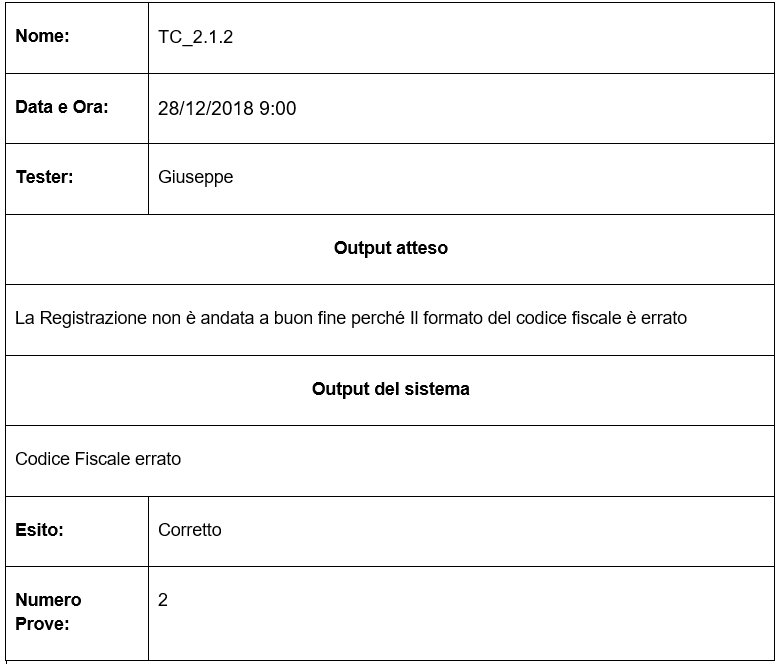 Nome: TC_2.1.2
Data e Ora: 28/12/2018 9:00
Tester: Giuseppe
Output atteso
La Registrazione non è andata a buon fine perché Il formato del codice fiscale è errato
Output del sistema
Codice Fiscale errato
Esito: Corretto
Numero 2
Prove: